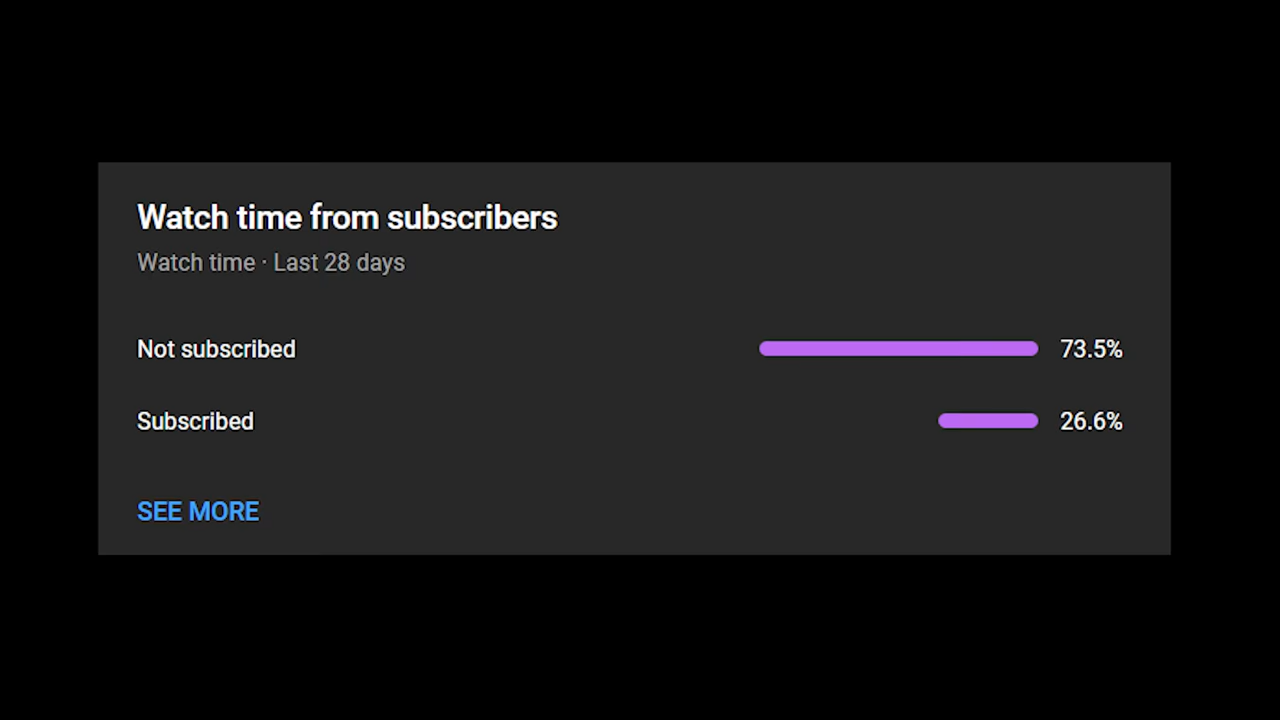 Watch time from subscribers
Watch time · Last 28 days
Not subscribed 73.5%
Subscribed 26.6%
SEE MORE